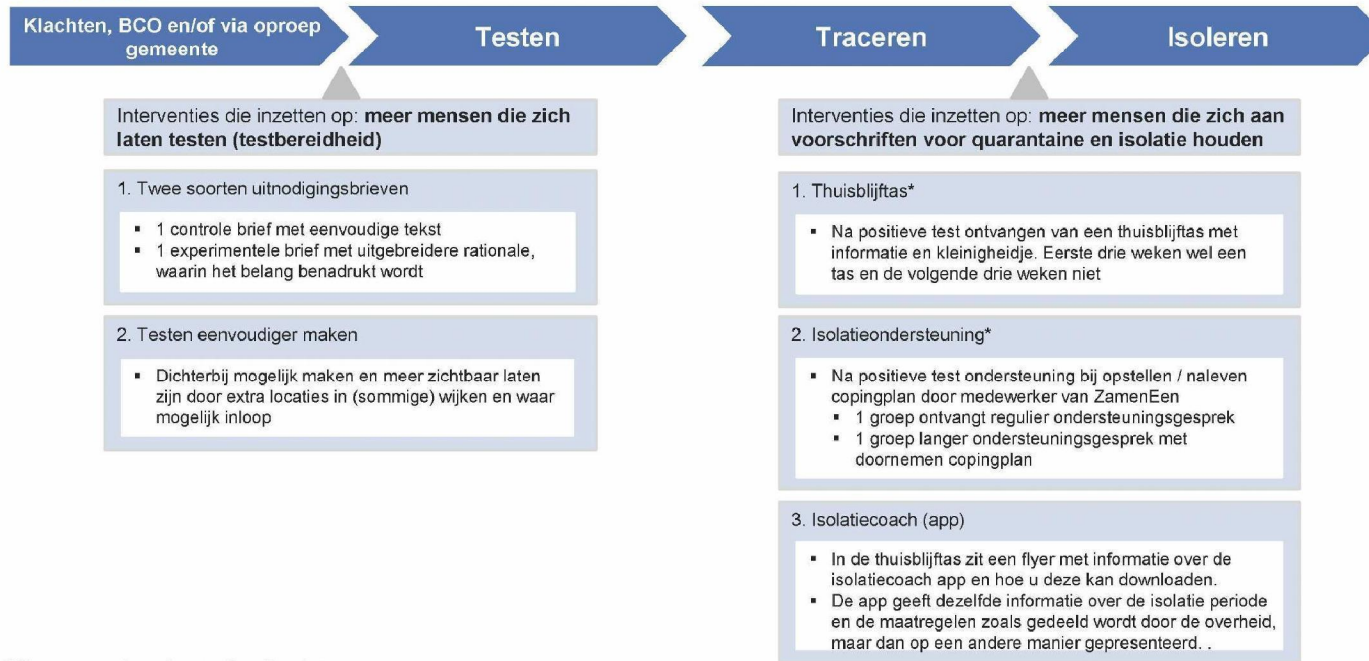 Klachten, BCO en/of via oproep
gemeente
Testen
Traceren
Isoleren
Interventies die inzetten op: meer mensen die zich
laten testen (testbereidheid)
1. Twee soorten uitnodigingsbrieven
▪ 1 controle brief met eenvoudige tekst
▪ 1 experimentele brief met uitgebreidere rationale,
waarin het belang benadrukt wordt
2. Testen eenvoudiger maken
▪ Dichterbij mogelijk maken en meer zichtbaar laten
zijn door extra locaties in (sommige) wijken en waar
mogelijk inloop
Interventies die inzetten op: meer mensen die zich aan
voorschriften voor quarantaine en isolatie houden
1. Thuisblijftas*
▪ Na positieve test ontvangen van een thuisblijftas met
informatie en kleinigheidje. Eerste drie weken wel een
tas en de volgende drie weken niet
2. Isolatieondersteuning*
▪ Na positieve test ondersteuning bij opstellen / naleven
copingplan door medewerker van ZamenEen
▪ 1 groep ontvangt regulier ondersteuningsgesprek
▪ 1 groep langer ondersteuningsgesprek met
doornemen copingplan
3. Isolatiecoach (app)
▪ In de thuisblijftas zit een flyer met informatie over de
isolatiecoach app en hoe u deze kan downloaden.
▪ De app geeft dezelfde informatie over de isolatie periode
en de maatregelen zoals gedeeld wordt door de overheid,
maar dan op een andere manier gepresenteerd. .